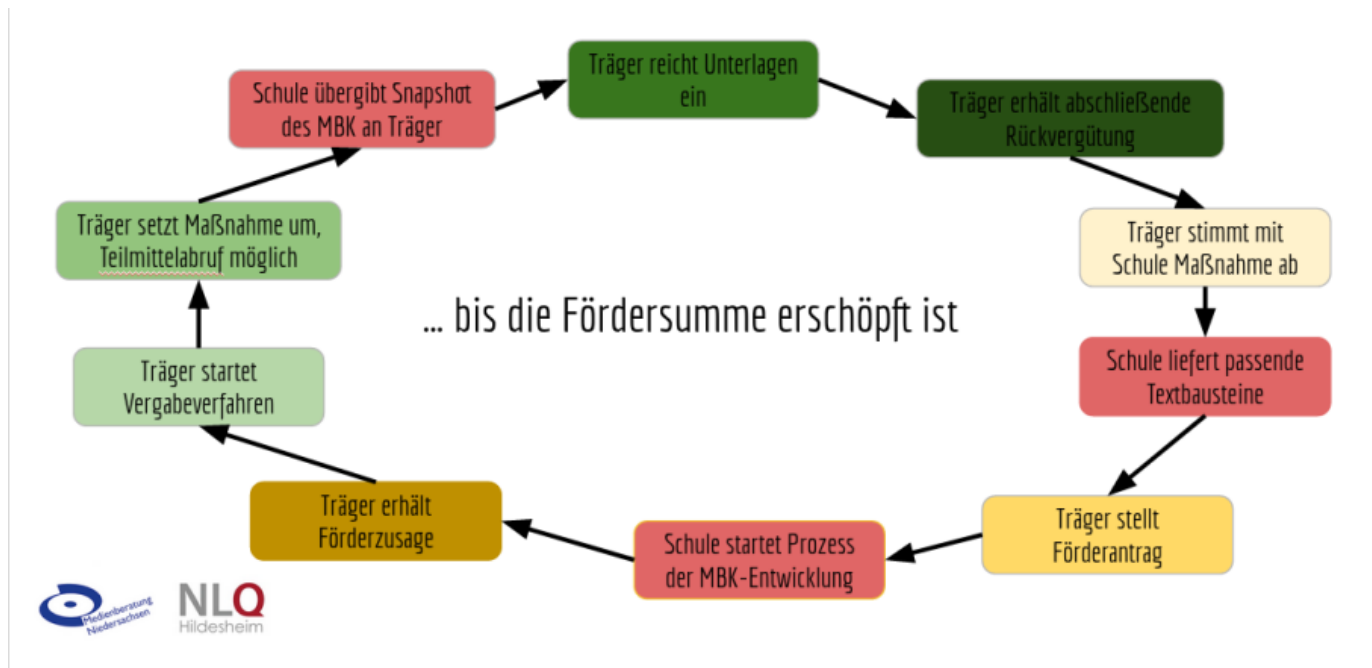 Träger reicht Unterlagen
ein
Träger erhält abschließende
Rückvergütung
Träger stimmt mit
Schule Maßnahme ab
Schule liefert passende
Textbausteine
Träger stellt
Förderantrag
Schule startet Prozess
der MBK-Entwicklung
Träger erhält
Förderzusage
Träger startet
Vergabeverfahren
Träger setzt Maßnahme um,
Teilmittelabruf möglich
Schule übergibt Snapshot
des MBK an Träger
... bis die Fördersumme erschöpft ist
Medienberatung
Niedersachsen
NLQ
Hildesheim